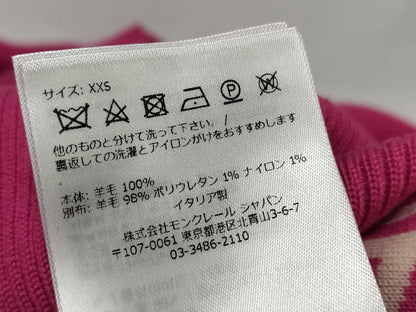 サイズ: XXS
P W
他のものと分けて洗って下さい。/
裏返しての洗濯とアイロンがけをおすすめします
。
本体: 羊毛 100%
別布: 羊毛 98% ポリウレタン 1% ナイロン 1%
イタリア製
株式会社モンクレール ジャパン
〒107-0061 東京都港区北青山3-6-7
03-3486-2110